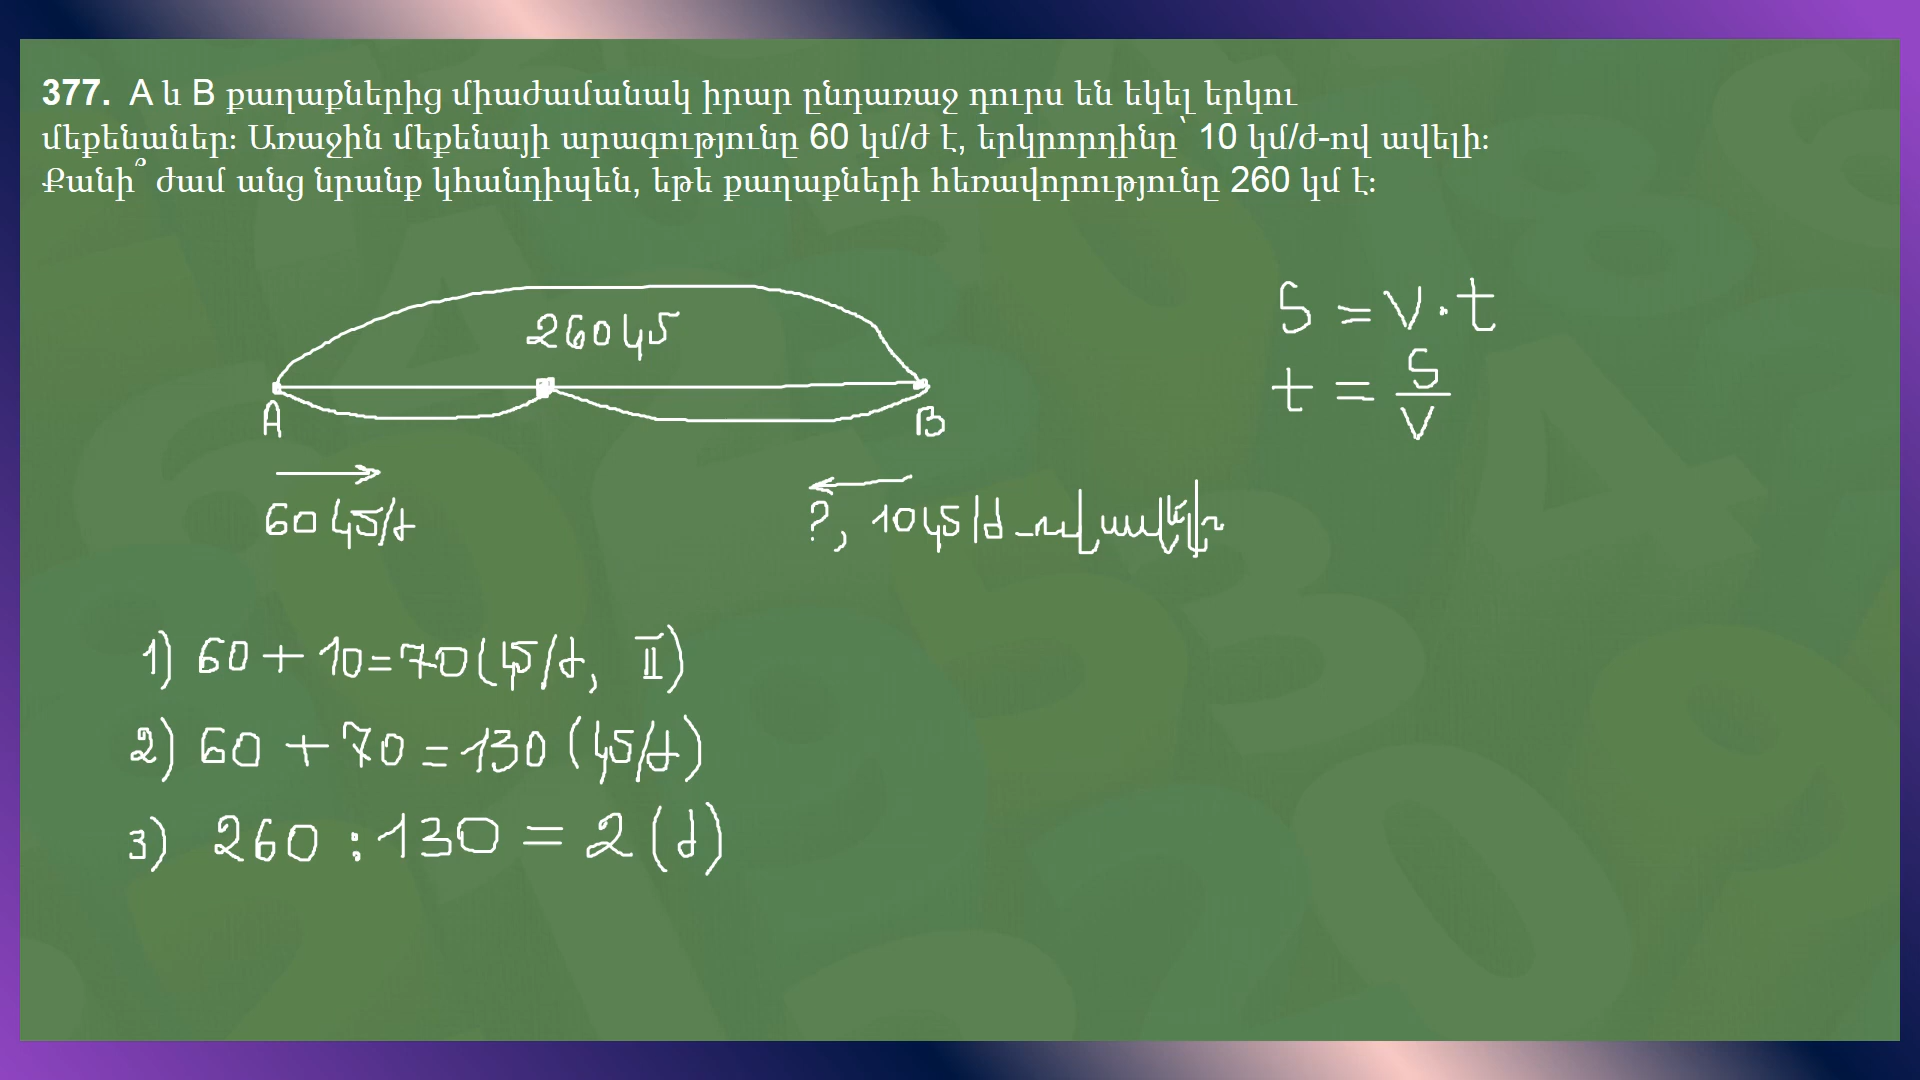 377. A և B քաղաքներից միաժամանակ իրար ընդառաջ դուրս են եկել երկու
մեքենաներ։ Առաջին մեքենայի արագությունը 60 կմ/ժ է, երկրորդինը՝ 10 կմ/ժ-ով ավելի։
Քանի՞ ժամ անց նրանք կհանդիպեն, եթե քաղաքների հեռավորությունը 260 կմ է։
260 կմ
S = V · t
t = S/V
A B
60 կմ/ժ ?, 10 կմ/ժ-ով ավելի
1) 60 + 10 = 70 (կմ/ժ, II)
2) 60 + 70 = 130 (կմ/ժ)
3) 260 : 130 = 2 (ժ)